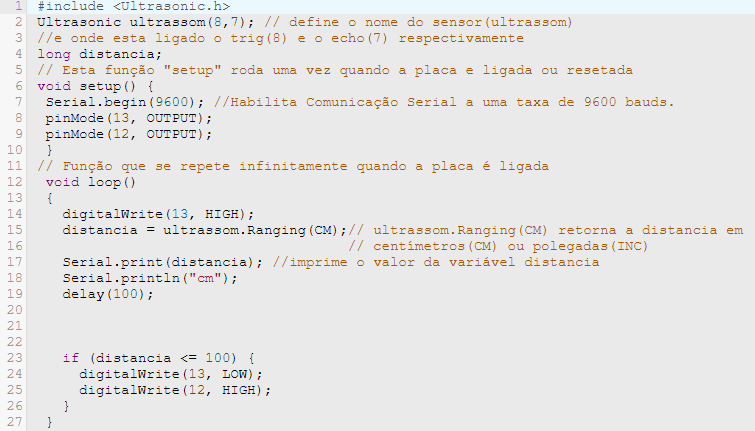 1 #include <Ultrasonic.h>
2 Ultrasonic ultrassom(8,7); // define o nome do sensor(ultrassom)
3 //e onde esta ligado o trig(8) e o echo(7) respectivamente
4 long distancia;
5 // Esta função "setup" roda uma vez quando a placa e ligada ou resetada
6 void setup() {
7  Serial.begin(9600); //Habilita Comunicação Serial a uma taxa de 9600 bauds.
8  pinMode(13, OUTPUT);
9  pinMode(12, OUTPUT);
10  }
11 // Função que se repete infinitamente quando a placa é ligada
12  void loop()
13  {
14    digitalWrite(13, HIGH);
15    distancia = ultrassom.Ranging(CM);// ultrassom.Ranging(CM) retorna a distancia em
16                                      // centímetros(CM) ou polegadas(INC)
17    Serial.print(distancia); //imprime o valor da variável distancia
18    Serial.println("cm");
19    delay(100);
20
21
22
23    if (distancia <= 100) {
24      digitalWrite(13, LOW);
25      digitalWrite(12, HIGH);
26    }
27  }